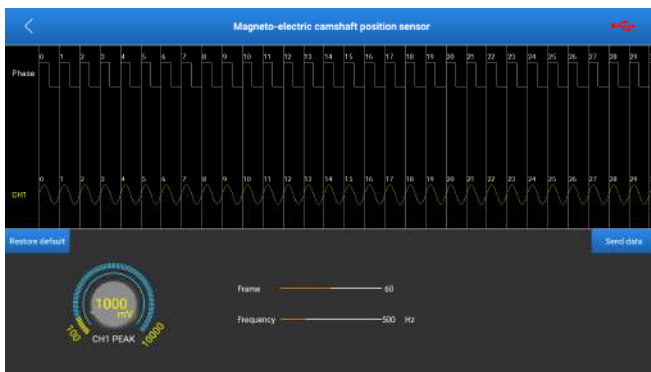 Magneto-electric camshaft position sensor
0 1 2 3 4 5 6 7 8 9 10 11 12 13 14 15 16 17 18 19 20 21 22 23 24 25 26 27 28 29
Phase
0 1 2 3 4 5 6 7 8 9 10 11 12 13 14 15 16 17 18 19 20 21 22 23 24 25 26 27 28 29
CH1
Restore default
Send data
1000
mV
100 CH1 PEAK 10000
Frame 60
Frequency 500 Hz